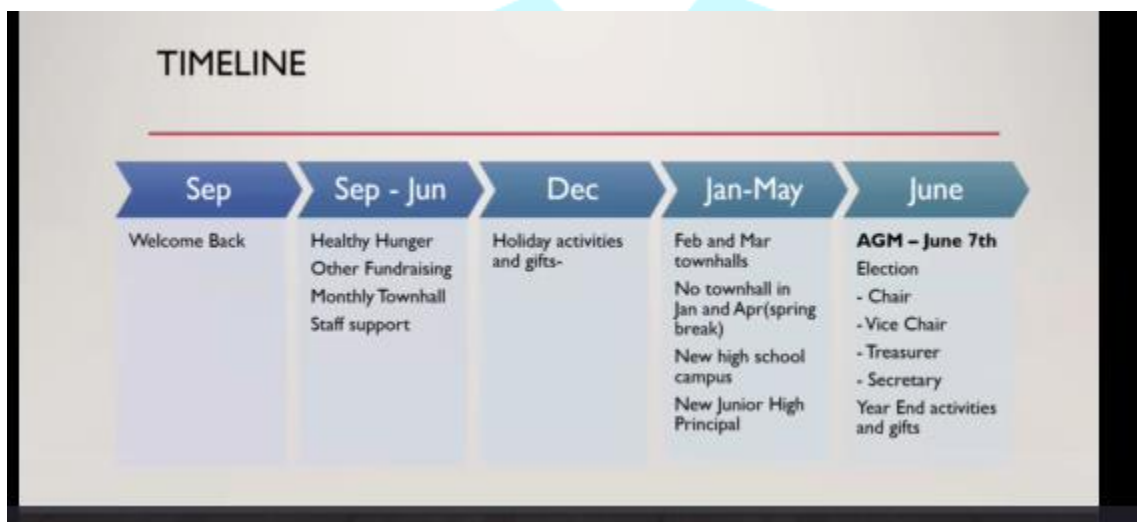 TIMELINE
Sep
Welcome Back
Sep - Jun
Healthy Hunger
Other Fundraising
Monthly Townhall
Staff support
Dec
Holiday activities
and gifts-
Jan-May
Feb and Mar
townhalls
No townhall in
Jan and Apr(spring
break)
New high school
campus
New Junior High
Principal
June
AGM – June 7th
Election
- Chair
- Vice Chair
- Treasurer
- Secretary
Year End activities
and gifts